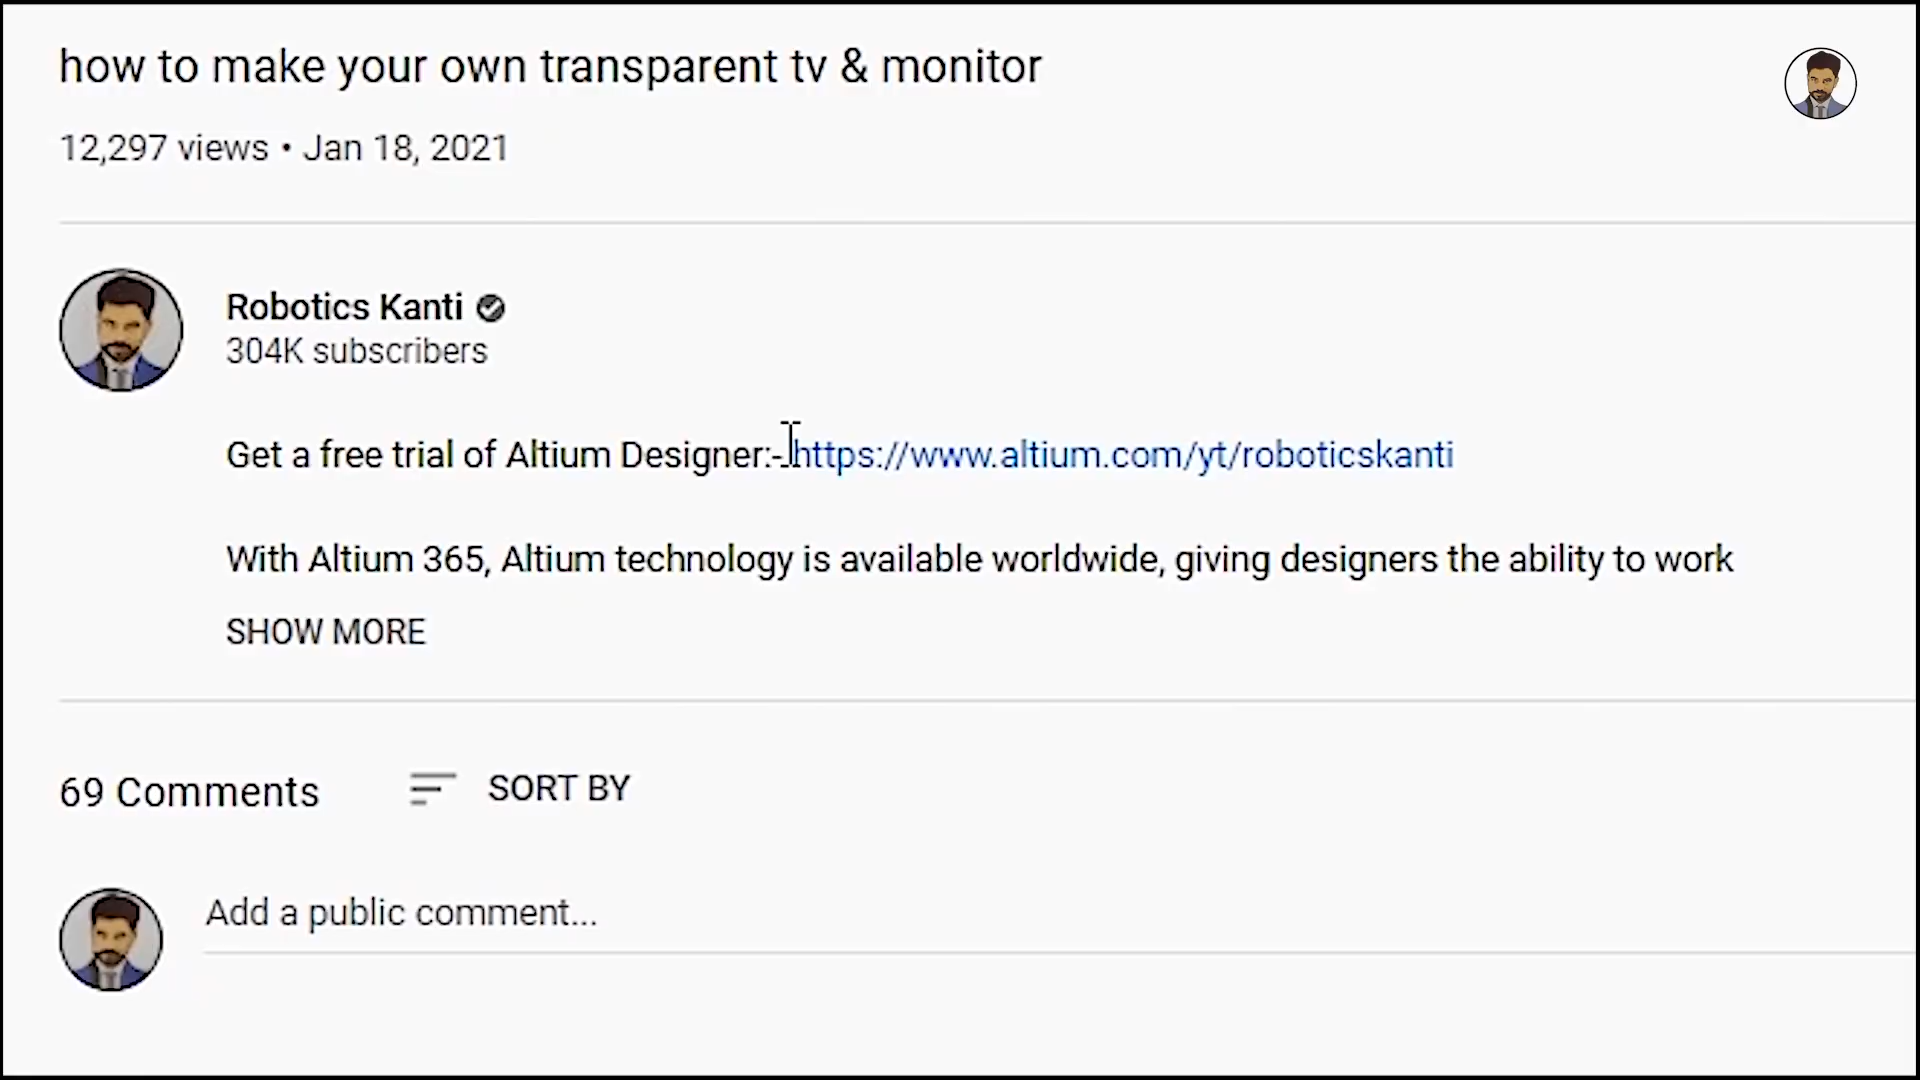 how to make your own transparent tv & monitor
12,297 views • Jan 18, 2021
Robotics Kanti
304K subscribers
Get a free trial of Altium Designer:- https://www.altium.com/yt/roboticskanti
With Altium 365, Altium technology is available worldwide, giving designers the ability to work
SHOW MORE
69 Comments SORT BY
Add a public comment...